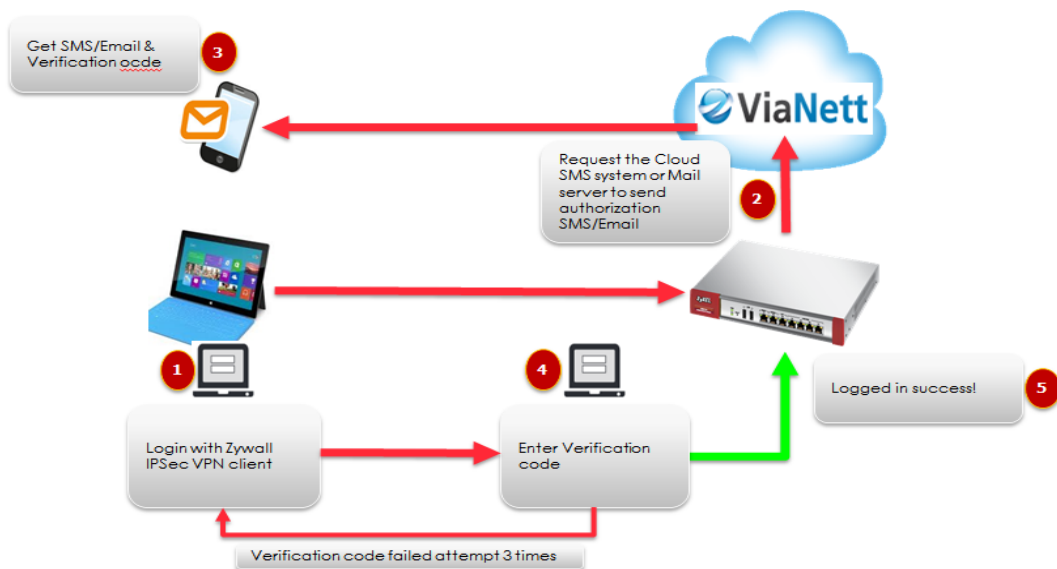 Get SMS/Email &
Verification ocde
3
ViaNett
Request the Cloud
SMS system or Mail
server to send
authorization
SMS/Email
2
ZyXEL
1
4
Login with Zywall
IPSec VPN client
Enter Verification
code
Logged in success!
5
Verification code failed attempt 3 times